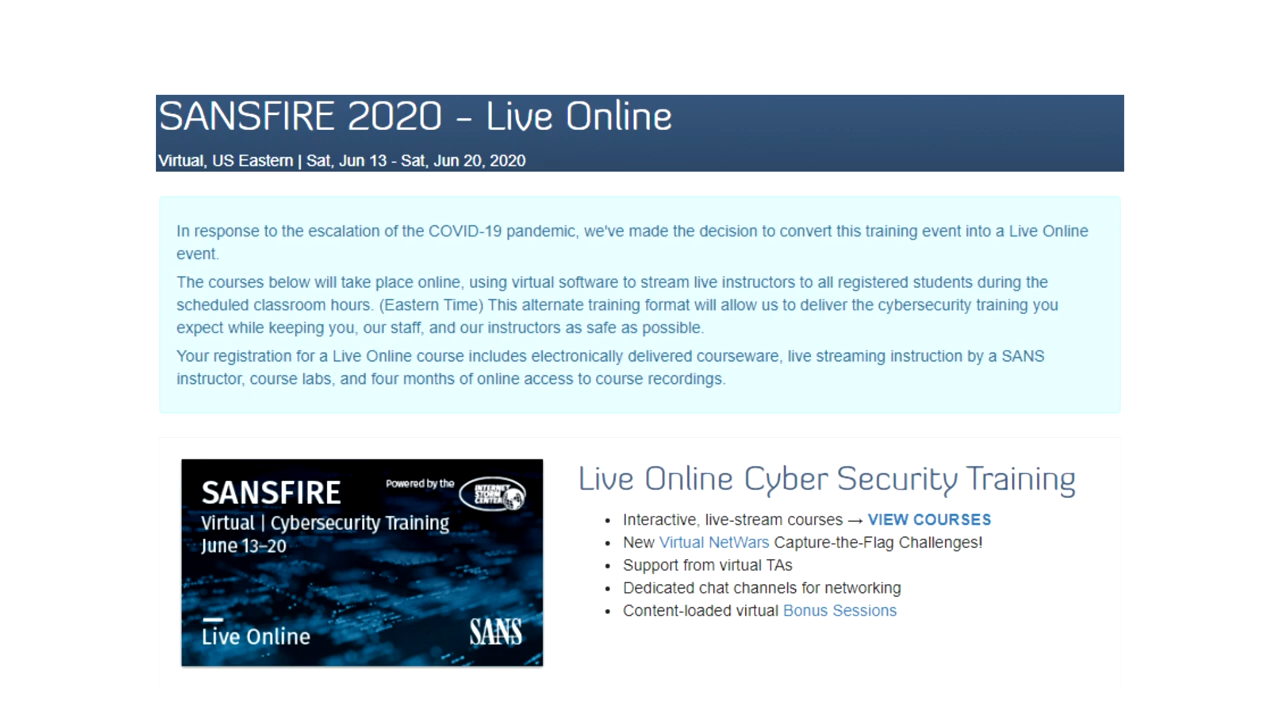 SANSFIRE 2020 - Live Online
Virtual, US Eastern | Sat, Jun 13 - Sat, Jun 20, 2020
In response to the escalation of the COVID-19 pandemic, we've made the decision to convert this training event into a Live Online
event.
The courses below will take place online, using virtual software to stream live instructors to all registered students during the
scheduled classroom hours. (Eastern Time) This alternate training format will allow us to deliver the cybersecurity training you
expect while keeping you, our staff, and our instructors as safe as possible.
Your registration for a Live Online course includes electronically delivered courseware, live streaming instruction by a SANS
instructor, course labs, and four months of online access to course recordings.
SANSFIRE
Powered by the
INTERNET
STORM
CENTER
Virtual | Cybersecurity Training
June 13–20
Live Online
SANS
Live Online Cyber Security Training
• Interactive, live-stream courses → VIEW COURSES
• New Virtual NetWars Capture-the-Flag Challenges!
• Support from virtual TAs
• Dedicated chat channels for networking
• Content-loaded virtual Bonus Sessions